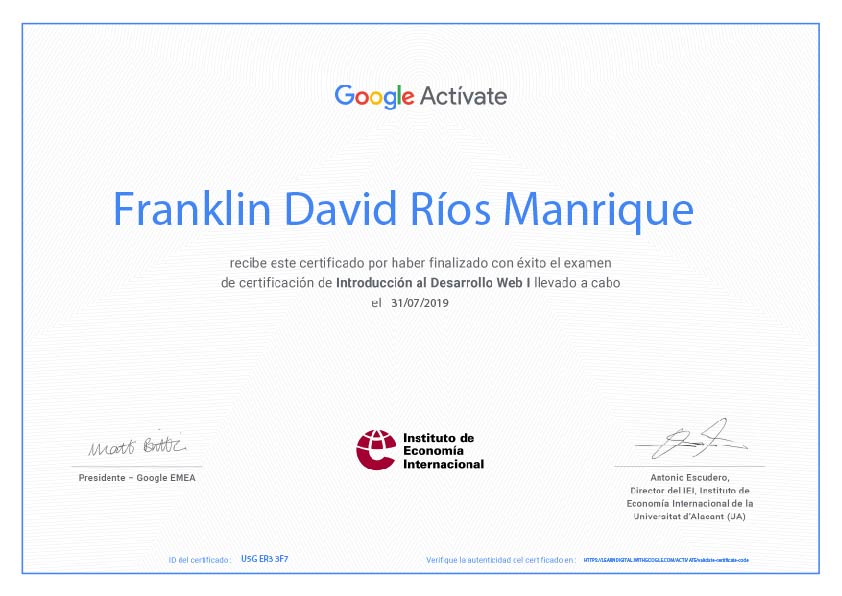 Google Actívate
Franklin David Ríos Manrique
recibe este certificado por haber finalizado con éxito el examen
de certificación de Introducción al Desarrollo Web I llevado a cabo
el 31/07/2019
Matt Brittin
Presidente – Google EMEA
Instituto de
Economía
Internacional
Antonio Escudero,
Director del IEI, Instituto de
Economía Internacional de la
Universitat d'Alacant (UA)
ID del certificado: U5G ER3 3F7
Verifique la autenticidad del certificado en: HTTPS://LEARNDIGITAL.WITHGOOGLE.COM/ACTIVATE/validate-certificate-code